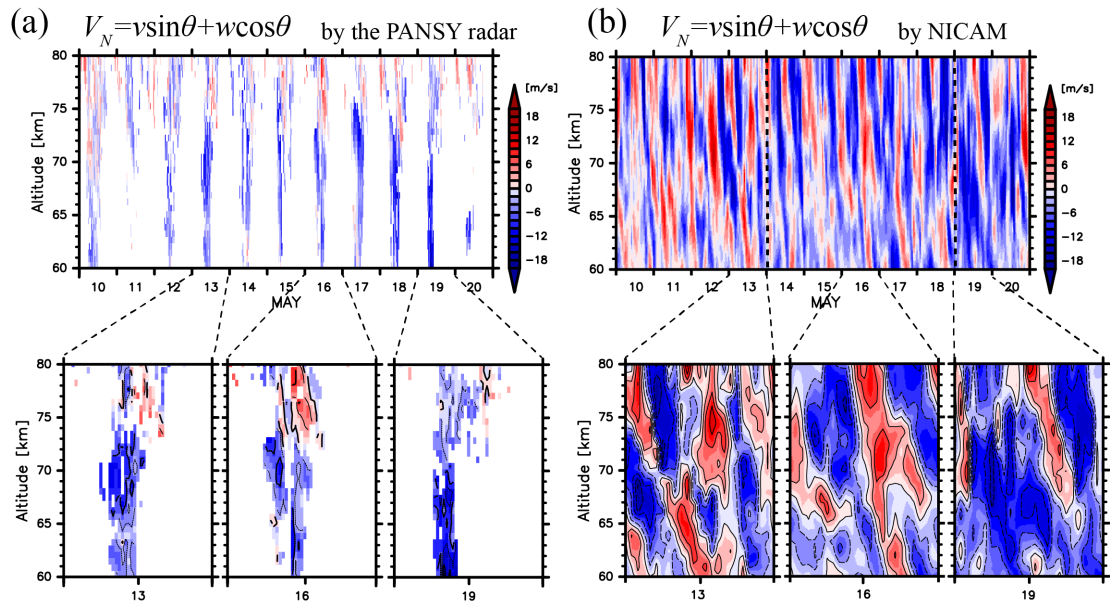 (a) V_N=vsinθ+wcosθ by the PANSY radar
[m/s]
80
75
70
65
60
Altitude [km]
18
12
6
0
−6
−12
−18
10 11 12 13 14 15 16 17 18 19 20
MAY
80
75
70
65
60
Altitude [km]
13 16 19
MAY
(b) V_N=vsinθ+wcosθ by NICAM
[m/s]
80
75
70
65
60
Altitude [km]
18
12
6
0
−6
−12
−18
10 11 12 13 14 15 16 17 18 19 20
MAY
80
75
70
65
60
Altitude [km]
13 16 19